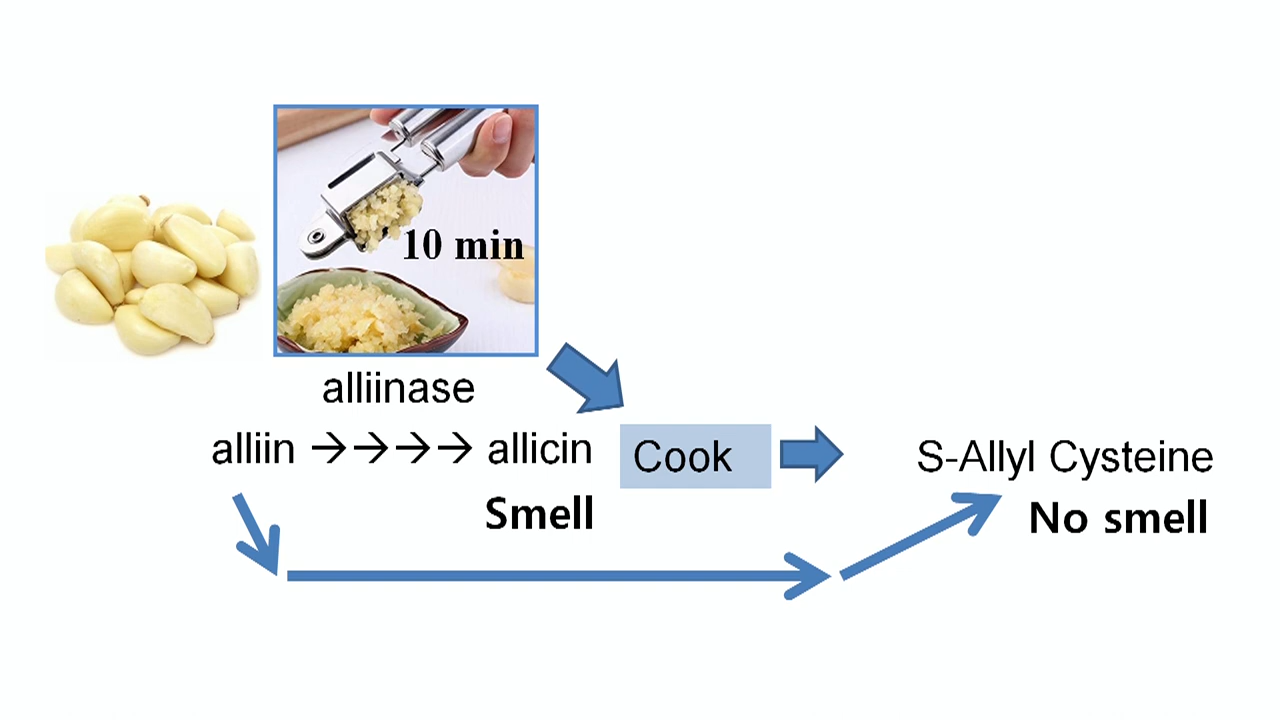 10 min
alliinase
alliin →→→→ allicin
Cook
S-Allyl Cysteine
Smell
No smell